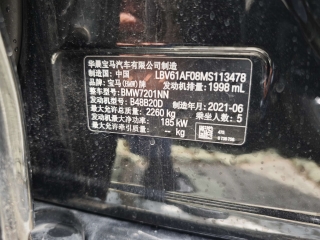 华晨宝马汽车有限公司制造
制造国: 中国 LBV61AF08MS113478
品牌: 宝马(BMW)牌 发动机排量: 1998 mL
整车型号: BMW7201NN
发动机型号: B48B20D 制造年月: 2021-06
最大允许总质量: 2260 kg 乘坐人数: 5
发动机最大净功率: 185 kW
最大允许牵引质量: -- kg